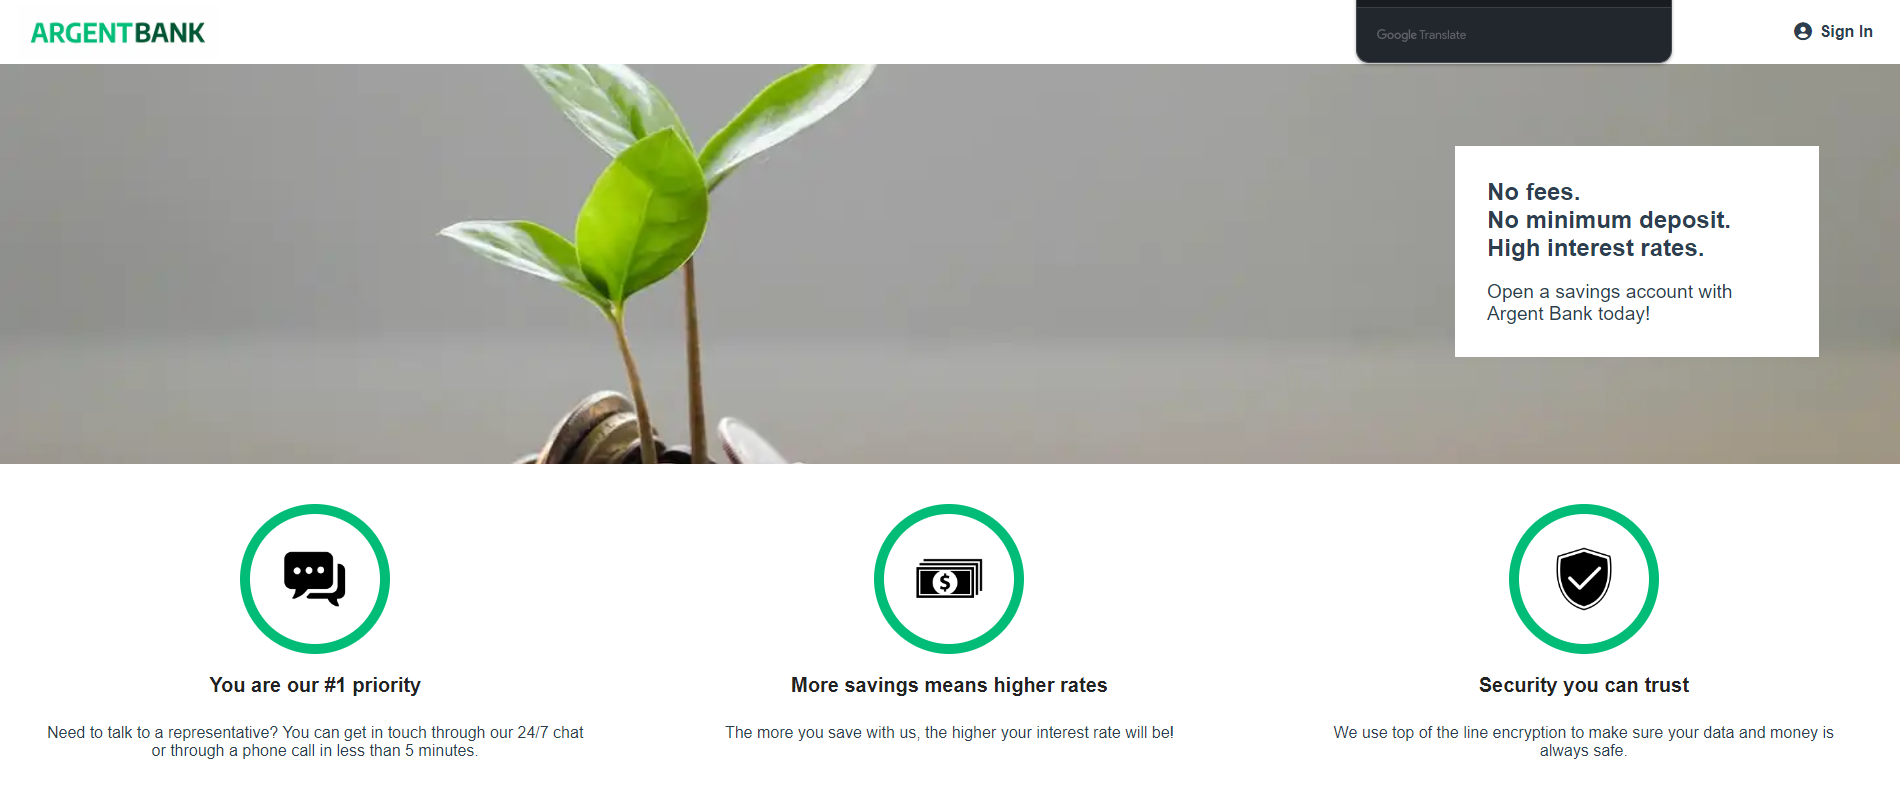 ARGENTBANK
Google Translate
Sign In
No fees.
No minimum deposit.
High interest rates.
Open a savings account with
Argent Bank today!
$
You are our #1 priority
Need to talk to a representative? You can get in touch through our 24/7 chat
or through a phone call in less than 5 minutes.
More savings means higher rates
The more you save with us, the higher your interest rate will be!
Security you can trust
We use top of the line encryption to make sure your data and money is
always safe.